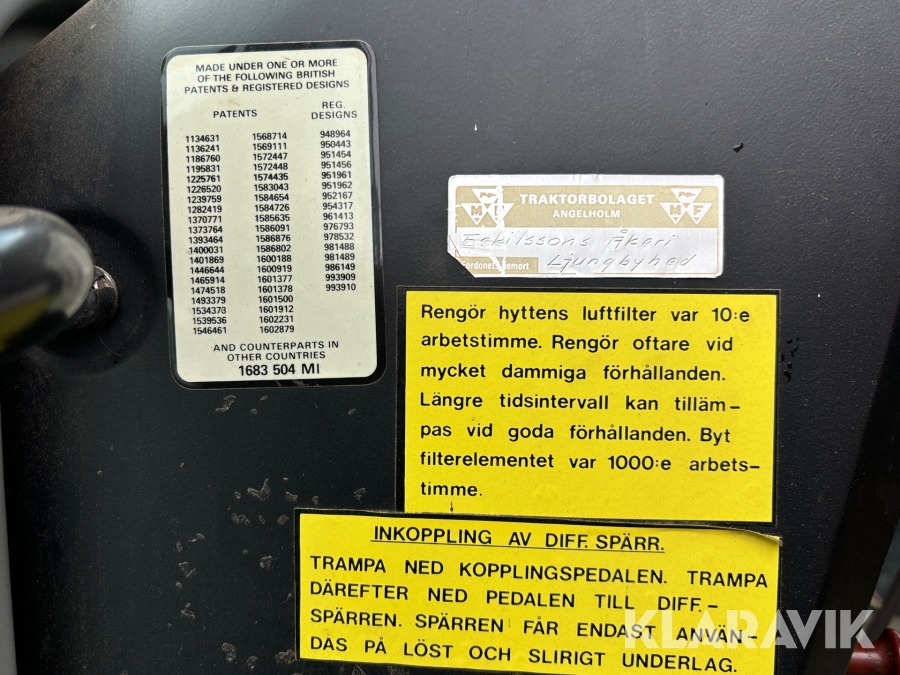 MADE UNDER ONE OR MORE
OF THE FOLLOWING BRITISH
PATENTS & REGISTERED DESIGNS
PATENTS REG. DESIGNS
1134631 1568714 948964
1136241 1569111 950443
1186760 1572447 951454
1195831 1572448 951456
1225761 1574435 951961
1226520 1583043 951962
1239759 1584654 952167
1282419 1584726 954317
1370771 1585635 961413
1373764 1586091 976793
1393464 1586876 978532
1400031 1586802 981488
1401869 1600188 981489
1446644 1600919 986149
1465914 1601377 993909
1474518 1601378 993910
1493379 1601500
1534373 1601912
1539536 1602231
1546461 1602879
AND COUNTERPARTS IN
OTHER COUNTRIES
1683 504 M1
TRAKTORBOLAGET
ÄNGELHOLM
M F
Eskilssons Åkeri
Ljungbyhed
Rengör hyttens luftfilter var 10:e
arbetstimme. Rengör oftare vid
mycket dammiga förhållanden.
Längre tidsintervall kan tilläm-
pas vid goda förhållanden. Byt
filterelementet var 1000:e arbets-
timme.
INKOPPLING AV DIFF. SPÄRR.
TRAMPA NED KOPPLINGSPEDALEN. TRAMPA
DÄREFTER NED PEDALEN TILL DIFF.-
SPÄRREN. SPÄRREN FÅR ENDAST ANVÄN-
DAS PÅ LÖST OCH SLIRIGT UNDERLAG.
KLARAVIK